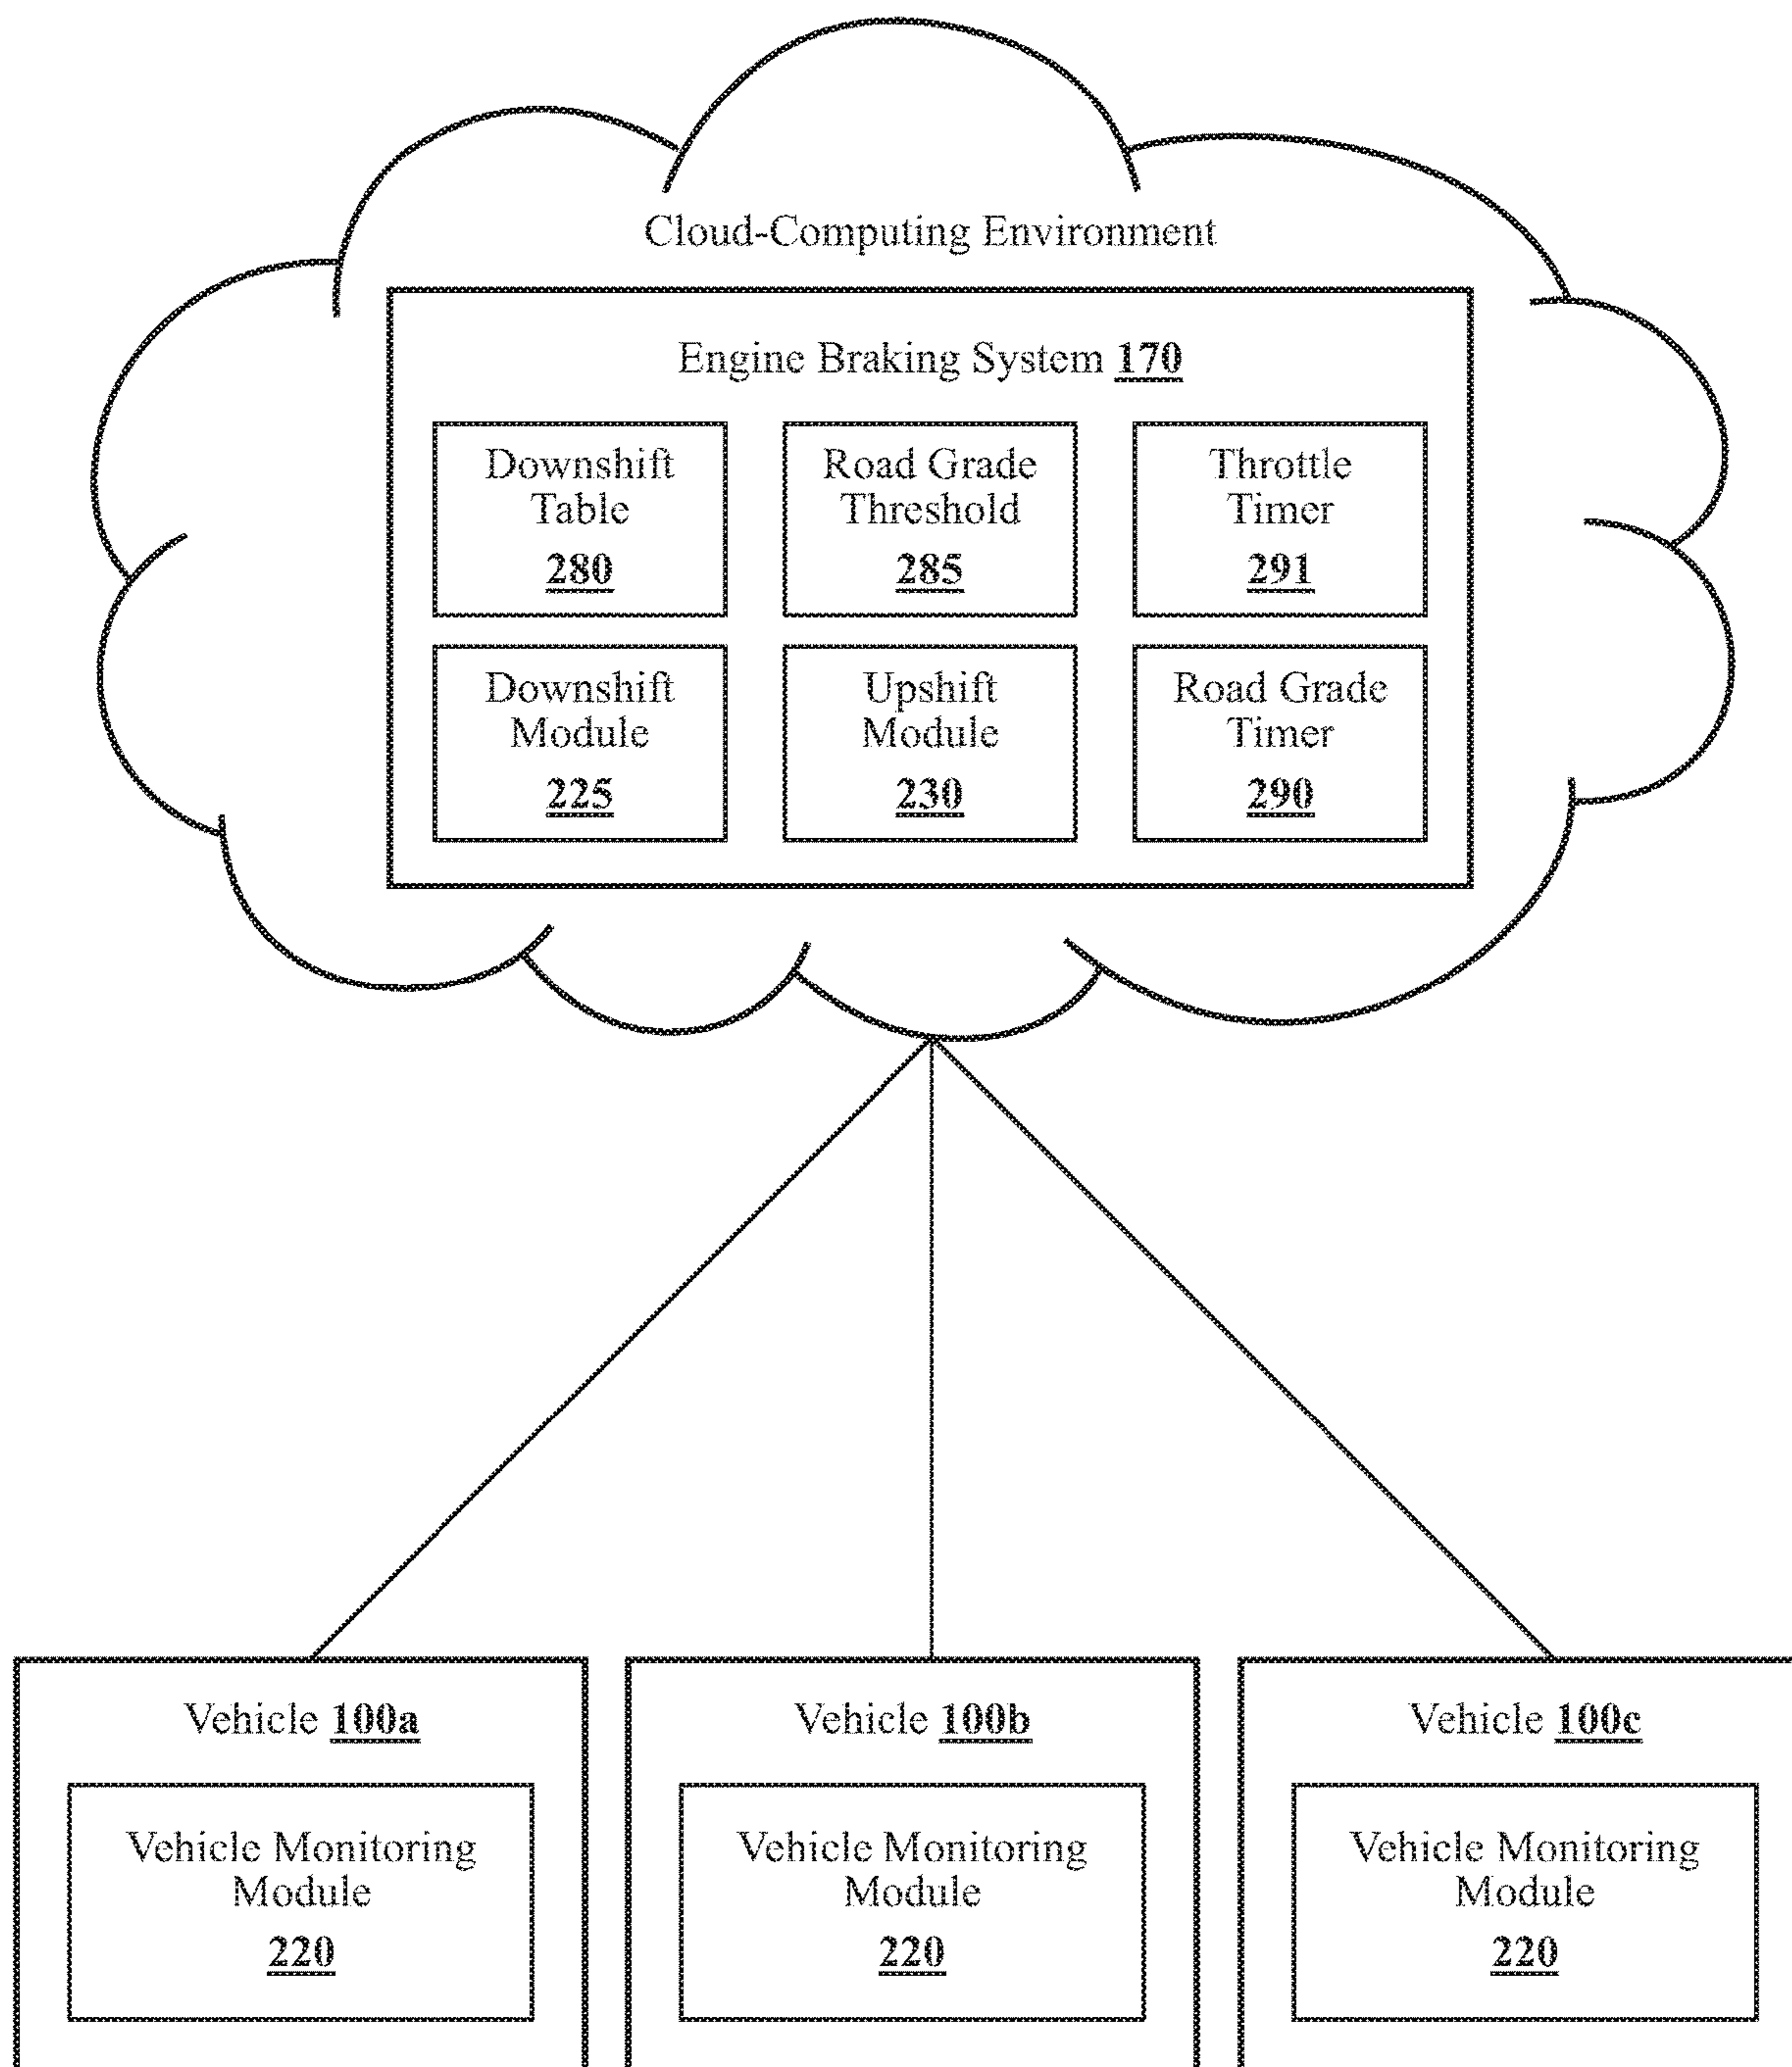 Cloud-Computing Environment
Engine Braking System 170
Downshift
Table
280
Road Grade
Threshold
285
Throttle
Timer
291
Downshift
Module
225
Upshift
Module
230
Road Grade
Timer
290
Vehicle 100a
Vehicle Monitoring
Module
220
Vehicle 100b
Vehicle Monitoring
Module
220
Vehicle 100c
Vehicle Monitoring
Module
220